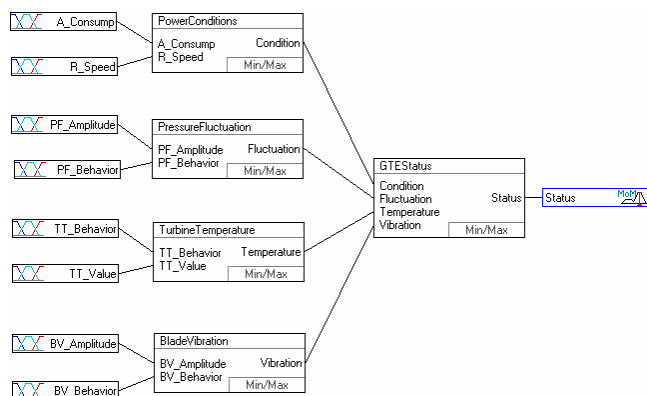 A_Consump
R_Speed
PowerConditions
A_Consump
R_Speed
Condition
Min/Max
PF_Amplitude
PF_Behavior
PressureFluctuation
PF_Amplitude
PF_Behavior
Fluctuation
Min/Max
TT_Behavior
TT_Value
TurbineTemperature
TT_Behavior
TT_Value
Temperature
Min/Max
BV_Amplitude
BV_Behavior
BladeVibration
BV_Amplitude
BV_Behavior
Vibration
Min/Max
GTEStatus
Condition
Fluctuation
Temperature
Vibration
Status
Min/Max
Status
MoM